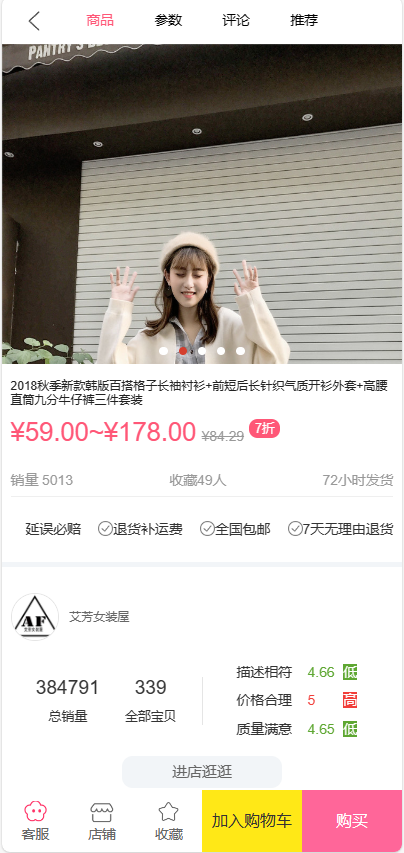 商品 参数 评论 推荐
PANTRY'S
2018秋季新款韩版百搭格子长袖衬衫+前短后长针织气质开衫外套+高腰
直筒九分牛仔裤三件套装
¥59.00~¥178.00 ¥84.29 7折
销量 5013 收藏49人 72小时发货
延误必赔 退货补运费 全国包邮 7天无理由退货
AF
艾芳女装屋
艾芳女装屋
384791 339
总销量 全部宝贝
描述相符 4.66 低
价格合理 5 高
质量满意 4.65 低
进店逛逛
客服 店铺 收藏 加入购物车 购买